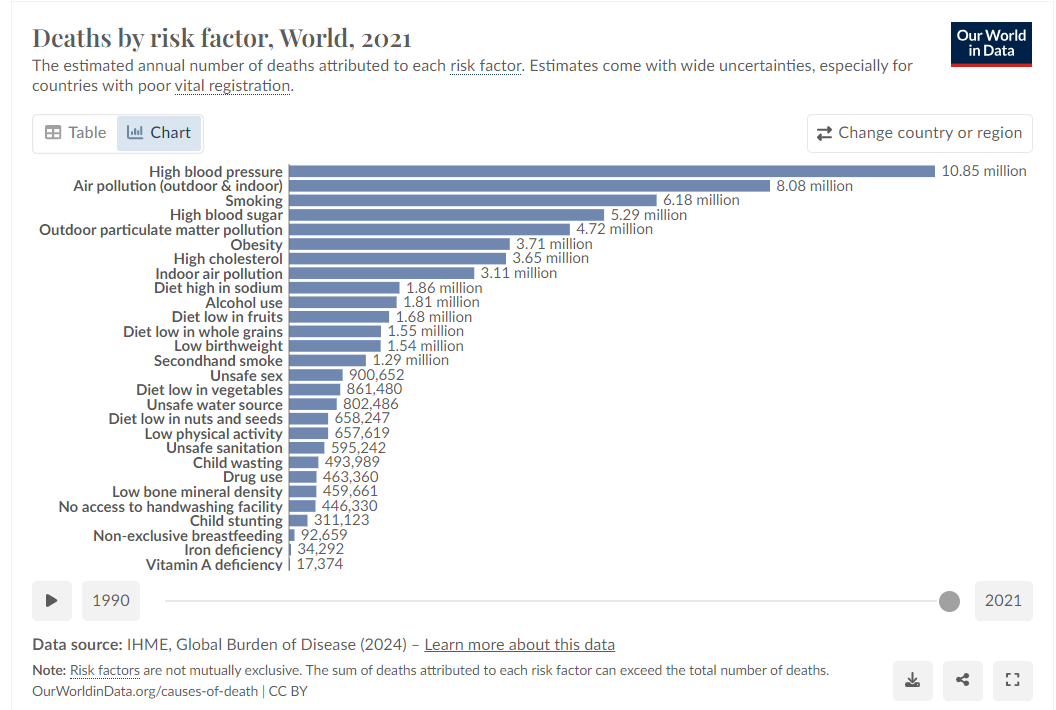 Deaths by risk factor, World, 2021
Our World
in Data
The estimated annual number of deaths attributed to each risk factor. Estimates come with wide uncertainties, especially for
countries with poor vital registration.
Table
Chart
Change country or region
High blood pressure 10.85 million
Air pollution (outdoor & indoor) 8.08 million
Smoking 6.18 million
High blood sugar 5.29 million
Outdoor particulate matter pollution 4.72 million
Obesity 3.71 million
High cholesterol 3.65 million
Indoor air pollution 3.11 million
Diet high in sodium 1.86 million
Alcohol use 1.81 million
Diet low in fruits 1.68 million
Diet low in whole grains 1.55 million
Low birthweight 1.54 million
Secondhand smoke 1.29 million
Unsafe sex 900,652
Diet low in vegetables 861,480
Unsafe water source 802,486
Diet low in nuts and seeds 658,247
Low physical activity 657,619
Unsafe sanitation 595,242
Child wasting 493,989
Drug use 463,360
Low bone mineral density 459,661
No access to handwashing facility 446,330
Child stunting 311,123
Non-exclusive breastfeeding 92,659
Iron deficiency 34,292
Vitamin A deficiency 17,374
1990
2021
Data source: IHME, Global Burden of Disease (2024) – Learn more about this data
Note: Risk factors are not mutually exclusive. The sum of deaths attributed to each risk factor can exceed the total number of deaths.
OurWorldinData.org/causes-of-death | CC BY